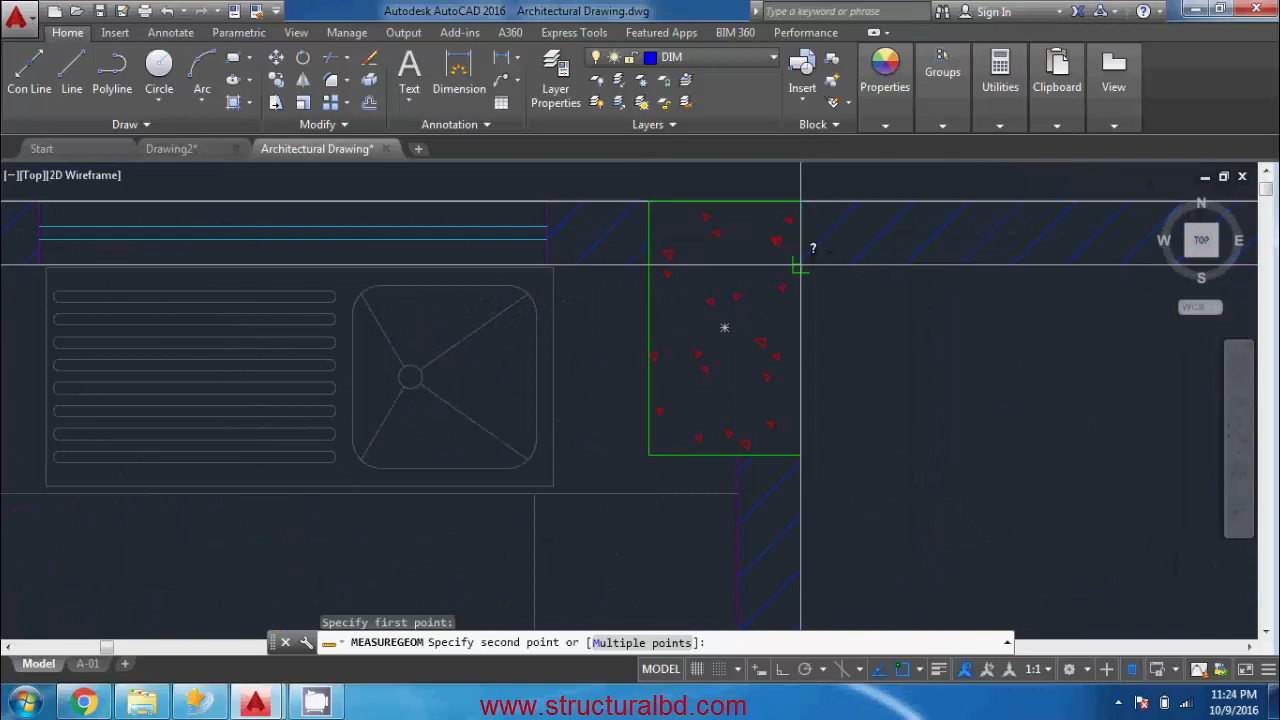 Autodesk AutoCAD 2016 Architectural Drawing.dwg
Type a keyword or phrase
Sign In
Home Insert Annotate Parametric View Manage Output Add-ins A360 Express Tools Featured Apps BIM 360 Performance
DIM
Con Line Line Polyline Circle Arc
Text Dimension
Layer Properties
Insert
Properties Groups Utilities Clipboard View
Draw Modify Annotation Layers Block
Start Drawing2* Architectural Drawing*
[−][Top][2D Wireframe]
N
W TOP E
S
WCS
?
Specify first point:
MEASUREGEOM Specify second point or [Multiple points]:
Model A-01
MODEL 1:1
11:24 PM
10/9/2016
www.structuralbd.com